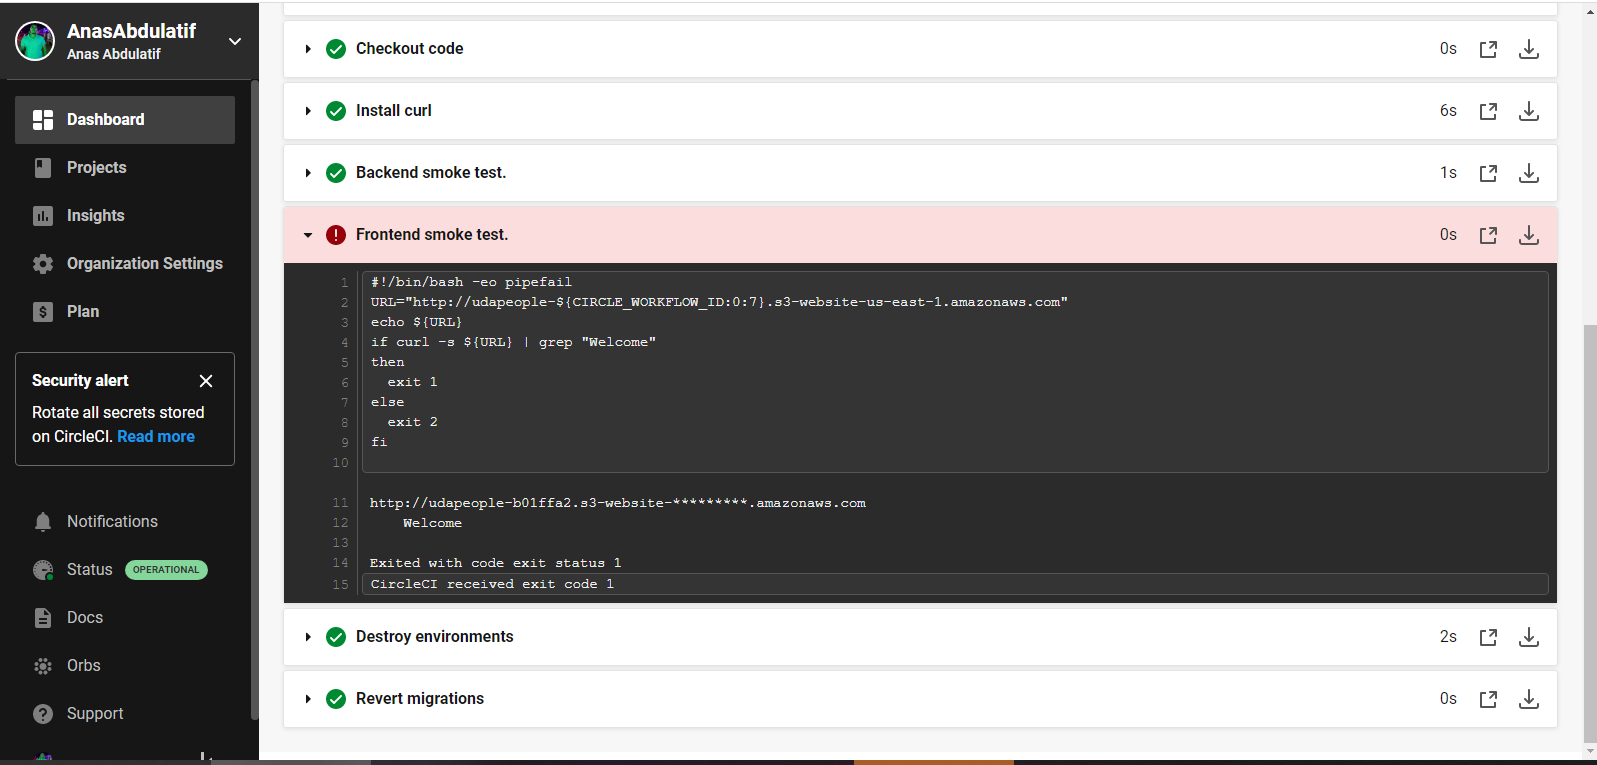 AnasAbdulatif
Anas Abdulatif
Dashboard
Projects
Insights
Organization Settings
Plan
Security alert
Rotate all secrets stored
on CircleCI. Read more
Notifications
Status OPERATIONAL
Docs
Orbs
Support
Checkout code 0s
Install curl 6s
Backend smoke test. 1s
Frontend smoke test. 0s
1 #!/bin/bash -eo pipefail
2 URL="http://udapeople-${CIRCLE_WORKFLOW_ID:0:7}.s3-website-us-east-1.amazonaws.com"
3 echo ${URL}
4 if curl -s ${URL} | grep "Welcome"
5 then
6 exit 1
7 else
8 exit 2
9 fi
10
11 http://udapeople-b01ffa2.s3-website-*********.amazonaws.com
12 Welcome
13
14 Exited with code exit status 1
15 CircleCI received exit code 1
Destroy environments 2s
Revert migrations 0s